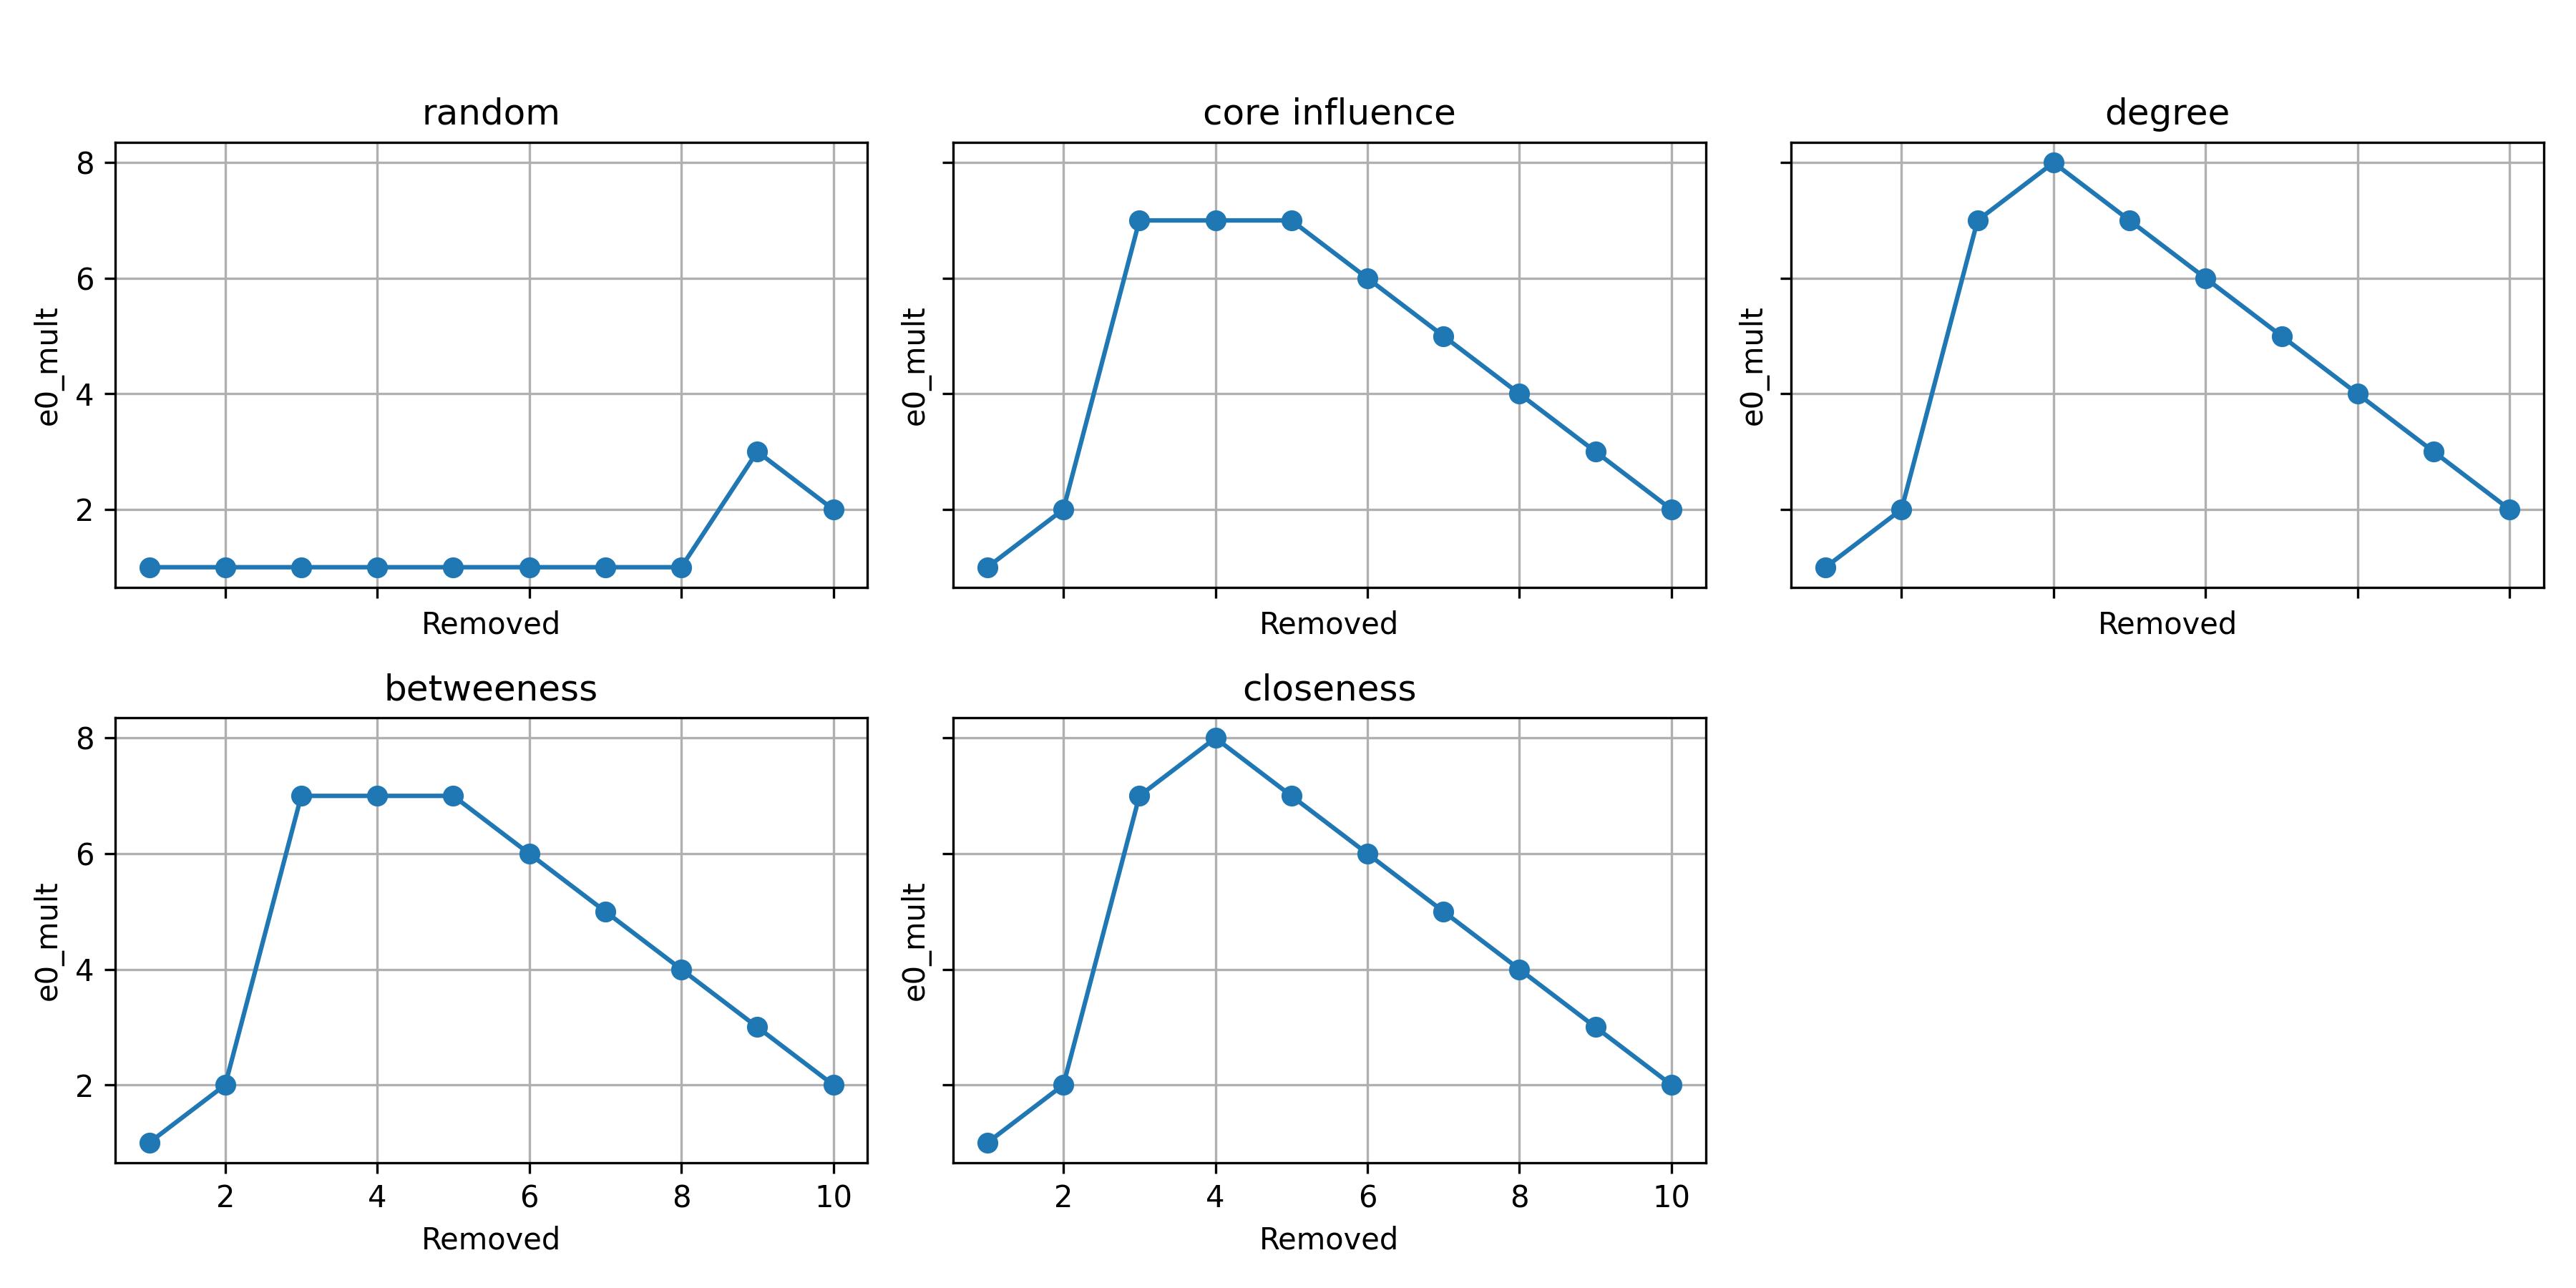 random
core influence
degree
8
6
4
2
e0_mult
e0_mult
e0_mult
Removed
Removed
Removed
betweeness
closeness
8
6
4
2
e0_mult
e0_mult
2 4 6 8 10
2 4 6 8 10
Removed
Removed